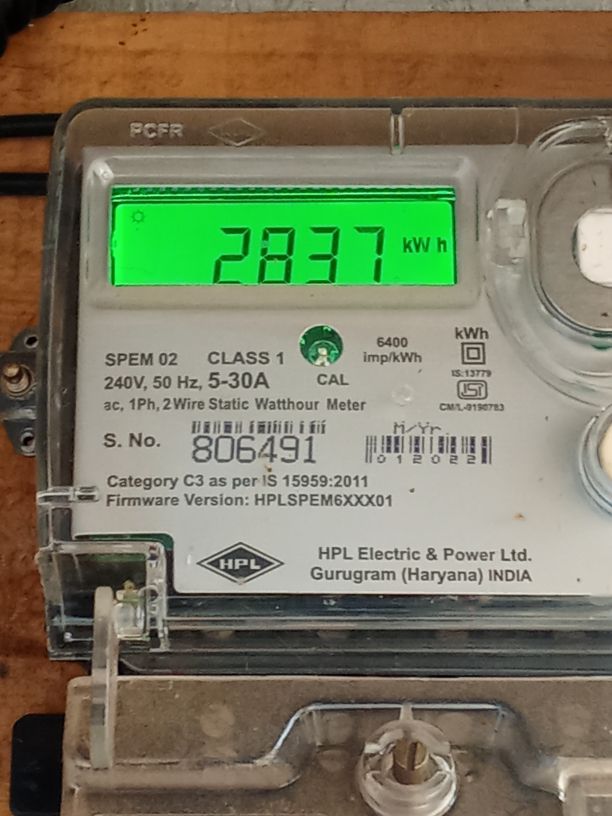 PCFR
2837 kWh
6400
imp/kWh
kWh
SPEM 02 CLASS 1
240V, 50 Hz, 5-30A
CAL
IS:13779
ac, 1Ph, 2 Wire Static Watthour Meter
CM/L-9190783
S. No. 806491
M/Yr.
0120221
Category C3 as per IS 15959:2011
Firmware Version: HPLSPEM6XXX01
HPL
HPL Electric & Power Ltd.
Gurugram (Haryana) INDIA